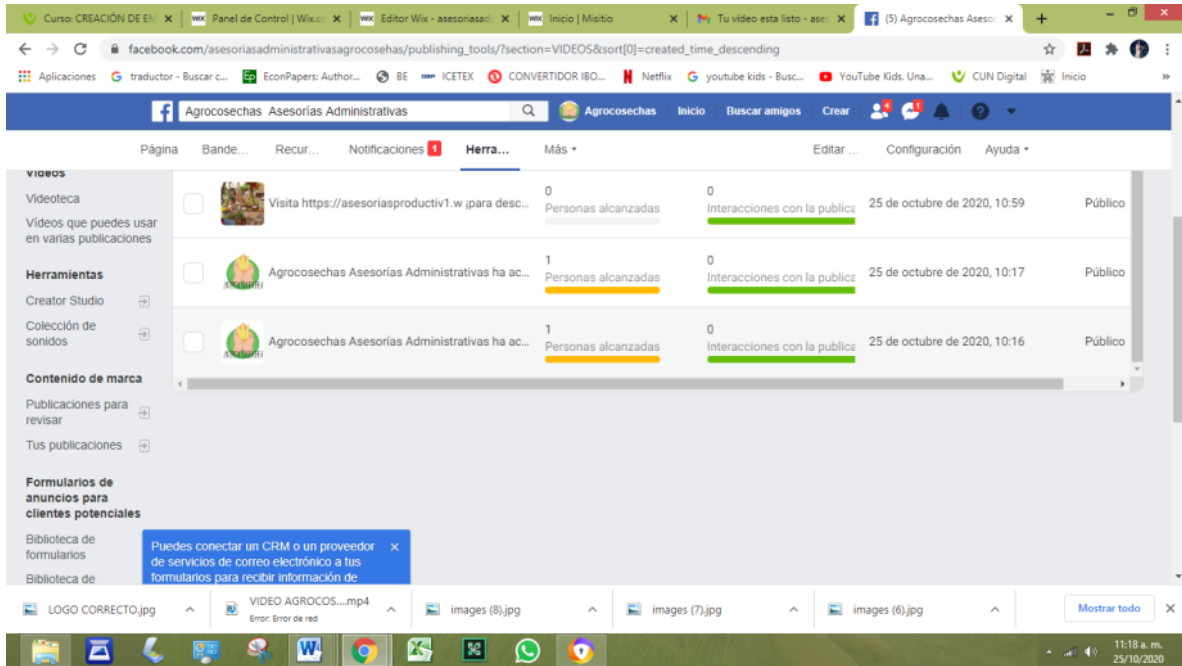 Curso: CREACIÓN DE EM
Panel de Control | Wix.c
Editor Wix - asesoriasad
Inicio | Misitio
Tu vídeo esta listo - ases
(5) Agrocosechas Asesor
facebook.com/asesoriasadministrativasagrocosehas/publishing_tools/?section=VIDEOS&sort[0]=created_time_descending
Aplicaciones
traductor - Buscar c...
EconPapers: Author...
BE
ICETEX
CONVERTIDOR IBO...
Netflix
youtube kids - Busc...
YouTube Kids. Una...
CUN Digital
Inicio
»
Agrocosechas Asesorías Administrativas
Agrocosechas
Inicio
Buscar amigos
Crear
Página
Bande...
Recur...
Notificaciones 1
Herra...
Más
Editar ...
Configuración
Ayuda
Videos
Videoteca
Vídeos que puedes usar
en varias publicaciones
Herramientas
Creator Studio
Colección de
sonidos
Contenido de marca
Publicaciones para
revisar
Tus publicaciones
Formularios de
anuncios para
clientes potenciales
Biblioteca de
formularios
Biblioteca de
Visita https://asesoriasproductiv1.w ¡para desc...
0
Personas alcanzadas
0
Interacciones con la publica
25 de octubre de 2020, 10:59
Público
Agrocosechas Asesorías Administrativas ha ac...
1
Personas alcanzadas
0
Interacciones con la publica
25 de octubre de 2020, 10:17
Público
Agrocosechas Asesorías Administrativas ha ac...
1
Personas alcanzadas
0
Interacciones con la publica
25 de octubre de 2020, 10:16
Público
Puedes conectar un CRM o un proveedor
de servicios de correo electrónico a tus
formularios para recibir información de
LOGO CORRECTO.jpg
VIDEO AGROCOS....mp4
Error: Error de red
images (8).jpg
images (7).jpg
images (6).jpg
Mostrar todo
11:18 a. m.
25/10/2020